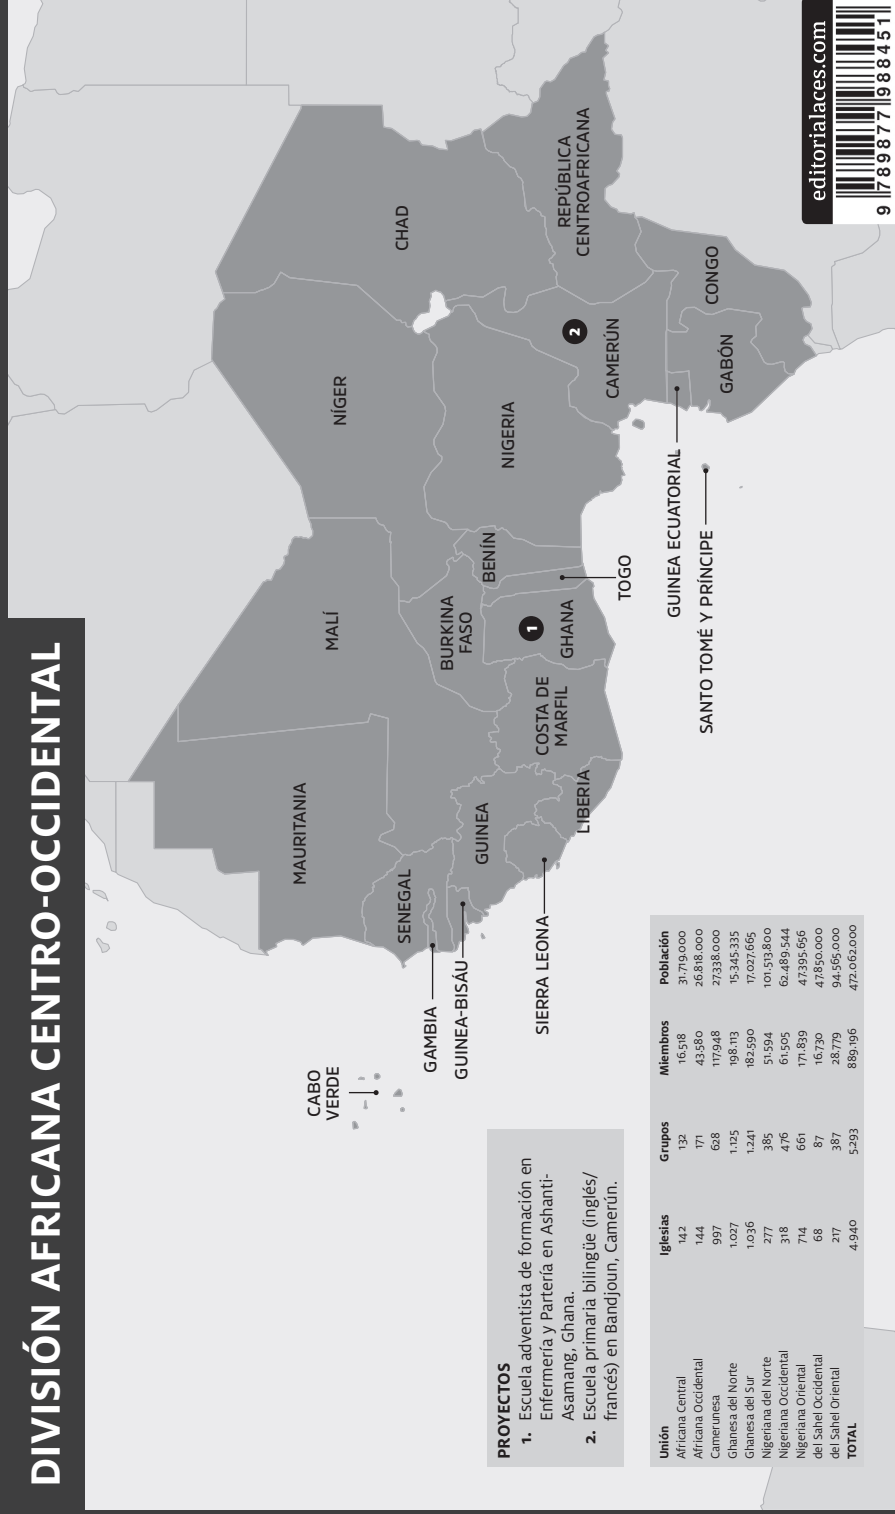 DIVISIÓN AFRICANA CENTRO-OCCIDENTAL
CABO
VERDE
MAURITANIA
MALÍ
NÍGER
CHAD
SENEGAL
GAMBIA
GUINEA-BISÁU
GUINEA
SIERRA LEONA
LIBERIA
COSTA DE
MARFIL
BURKINA
FASO
GHANA
1
BENÍN
TOGO
NIGERIA
2
CAMERÚN
REPÚBLICA
CENTROAFRICANA
GUINEA ECUATORIAL
SANTO TOMÉ Y PRÍNCIPE
GABÓN
CONGO
PROYECTOS
1. Escuela adventista de formación en
Enfermería y Partería en Ashanti-
Asamang, Ghana.
2. Escuela primaria bilingüe (inglés/
francés) en Bandjoun, Camerún.
Unión Iglesias Grupos Miembros Población
Africana Central 142 132 16.518 31.719.000
Africana Occidental 144 171 43.580 26.818.000
Camerunesa 997 628 117.948 27.338.000
Ghanesa del Norte 1.027 1.125 198.113 15.345.335
Ghanesa del Sur 1.036 1.241 182.590 17.027.665
Nigeriana del Norte 277 385 51.594 101.513.800
Nigeriana Occidental 318 476 61.505 62.489.544
Nigeriana Oriental 714 661 171.839 47.395.656
del Sahel Occidental 68 87 16.730 47.850.000
del Sahel Oriental 217 387 28.779 94.565.000
TOTAL 4.940 5.293 889.196 472.062.000
editorialaces.com
9 789877 988451